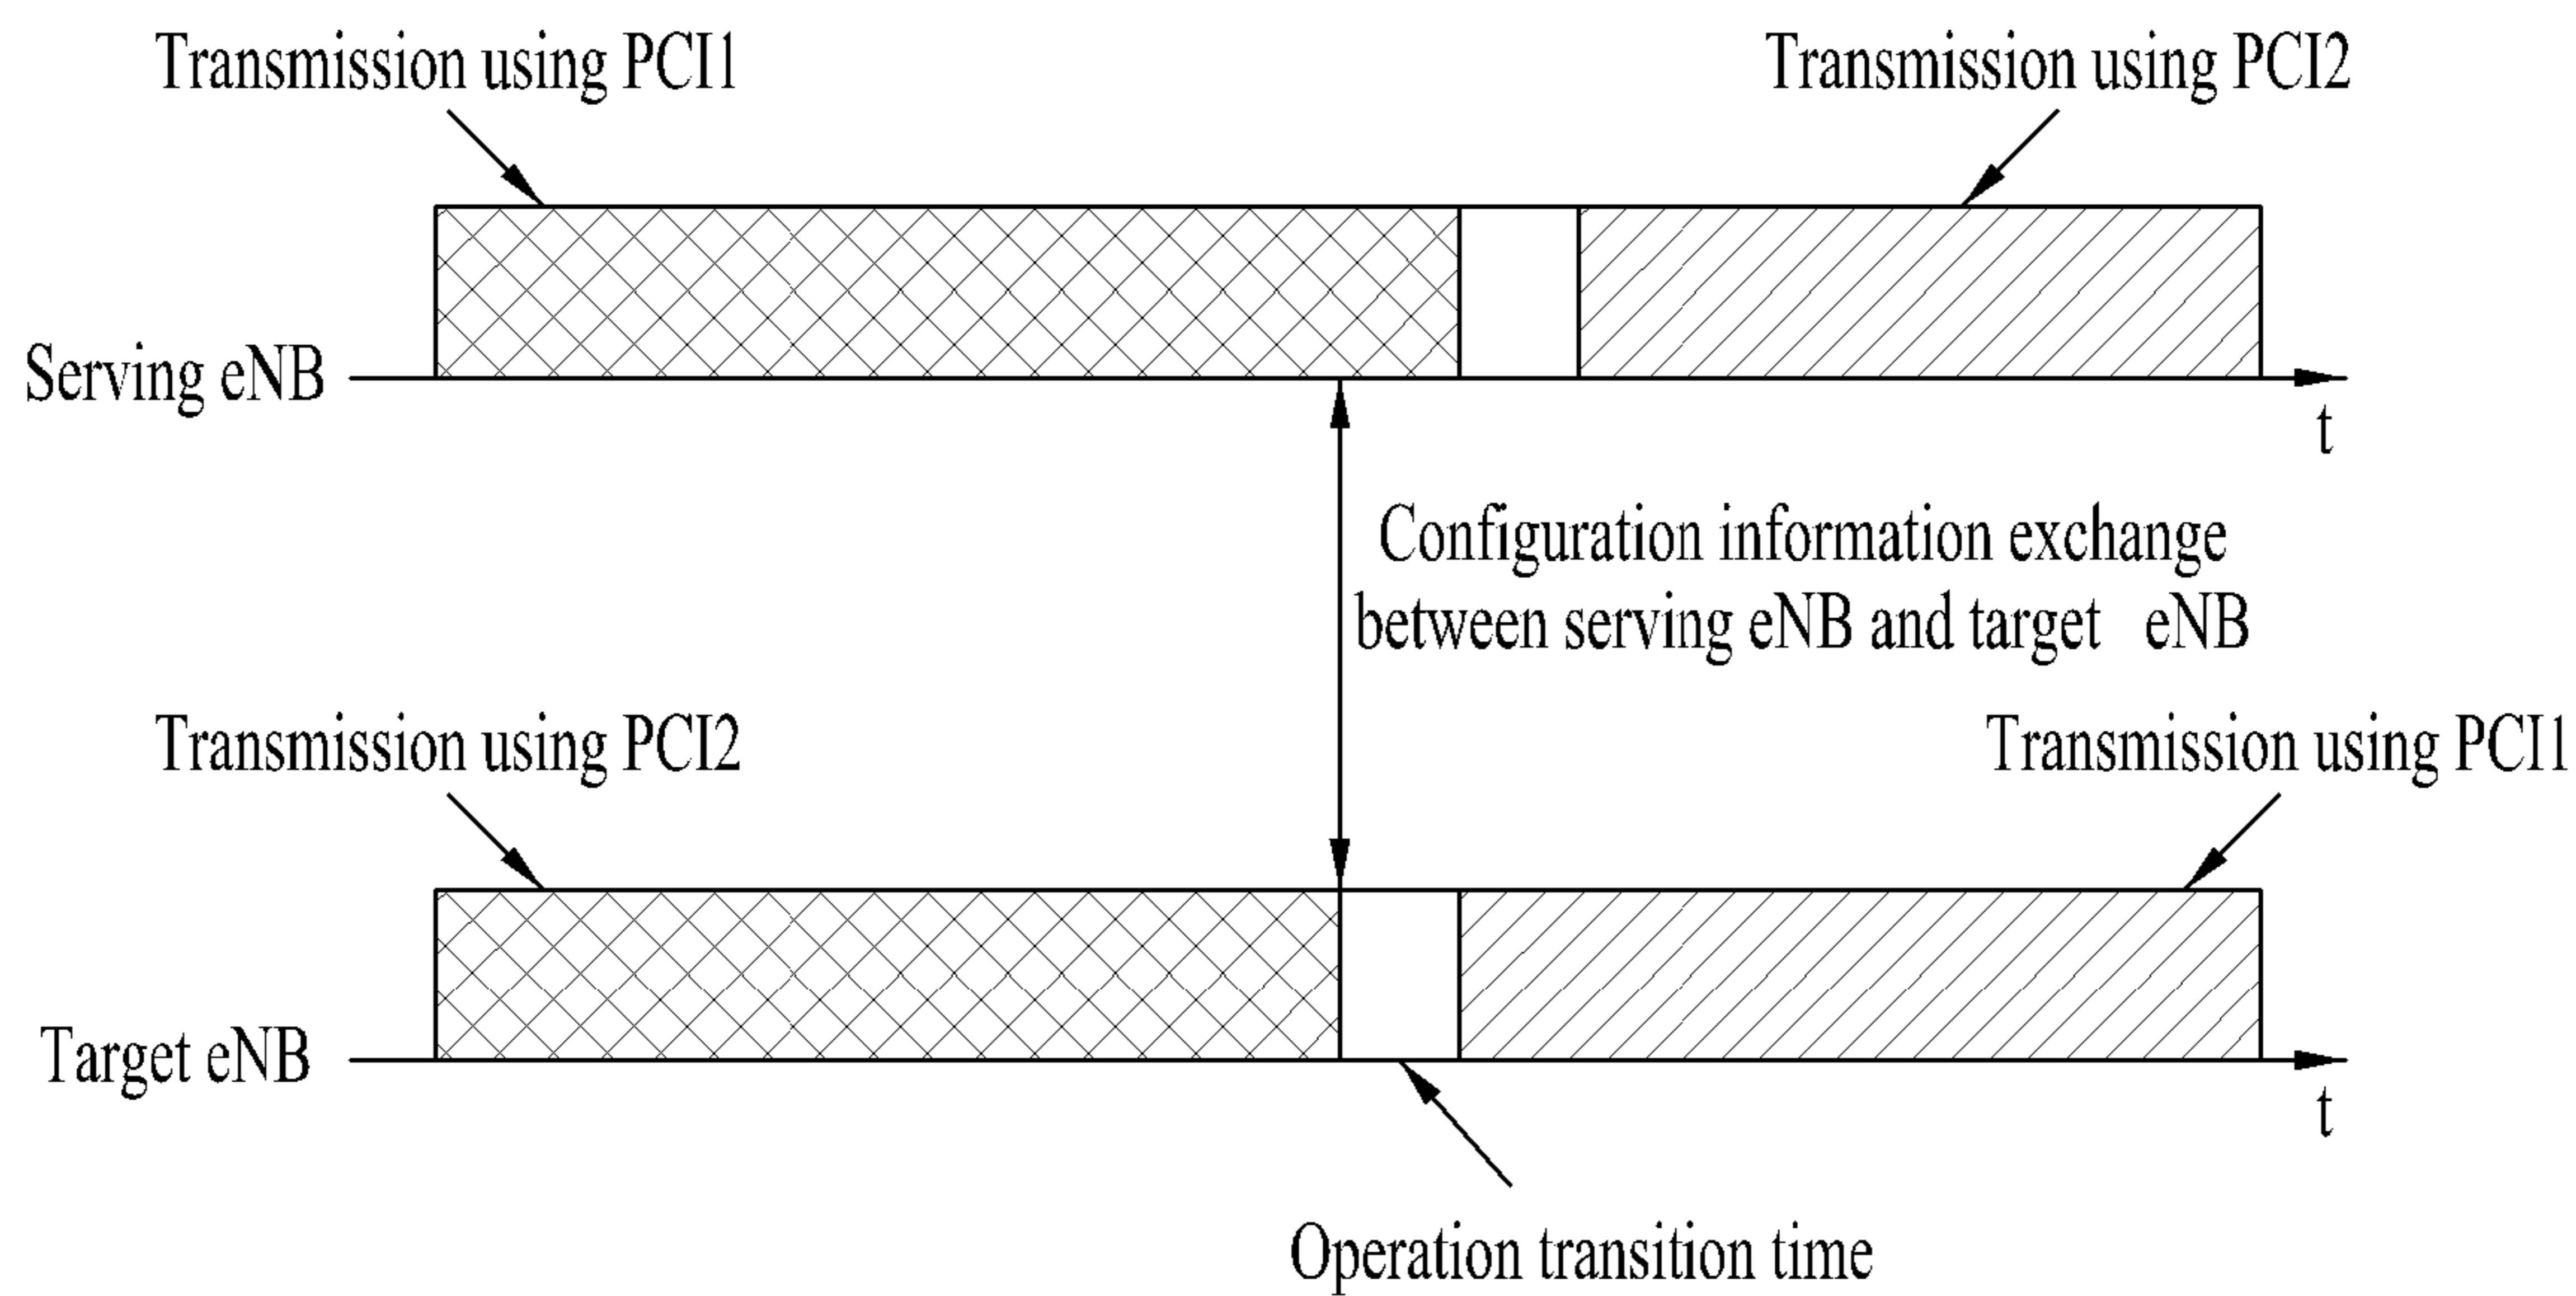 Transmission using PCI1
Transmission using PCI2
Serving eNB
t
Configuration information exchange
between serving eNB and target eNB
Transmission using PCI2
Transmission using PCI1
Target eNB
t
Operation transition time